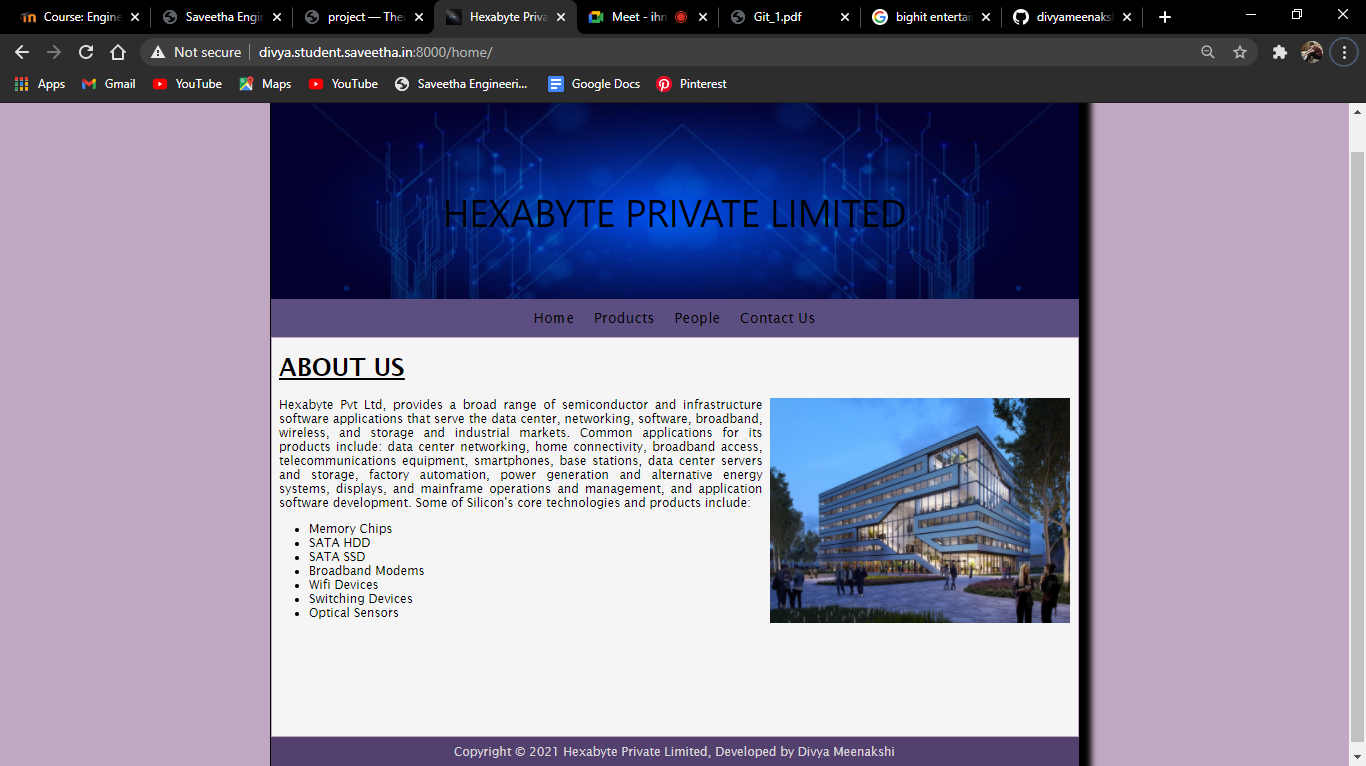 Course: Engine
Saveetha Engin
project — Thei
Hexabyte Priva
Meet - ihn
Git_1.pdf
bighit entertai
divyameenaksh
Not secure
divya.student.saveetha.in:8000/home/
Apps
Gmail
YouTube
Maps
YouTube
Saveetha Engineeri...
Google Docs
Pinterest
HEXABYTE PRIVATE LIMITED
Home Products People Contact Us
ABOUT US
Hexabyte Pvt Ltd, provides a broad range of semiconductor and infrastructure
software applications that serve the data center, networking, software, broadband,
wireless, and storage and industrial markets. Common applications for its
products include: data center networking, home connectivity, broadband access,
telecommunications equipment, smartphones, base stations, data center servers
and storage, factory automation, power generation and alternative energy
systems, displays, and mainframe operations and management, and application
software development. Some of Silicon's core technologies and products include:
Memory Chips
SATA HDD
SATA SSD
Broadband Modems
Wifi Devices
Switching Devices
Optical Sensors
Copyright © 2021 Hexabyte Private Limited, Developed by Divya Meenakshi